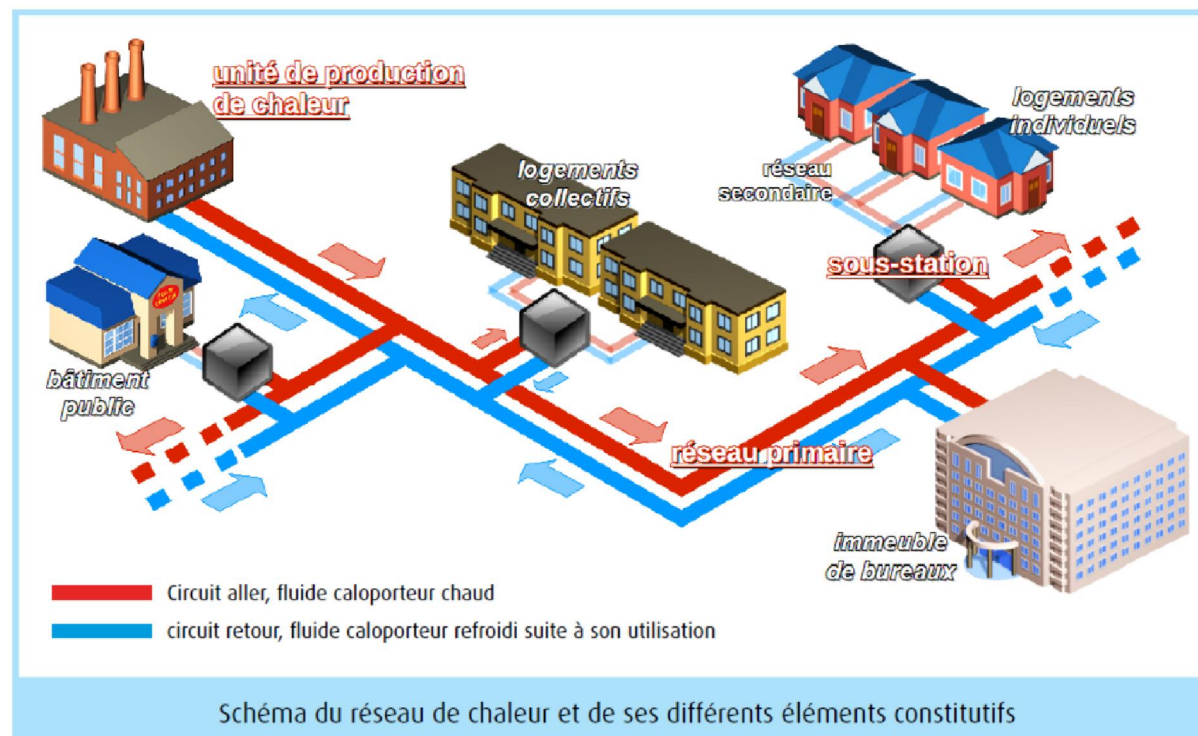 unité de production
de chaleur
logements
individuels
logements
collectifs
réseau
secondaire
sous-station
bâtiment
public
réseau primaire
immeuble
de bureaux
Circuit aller, fluide caloporteur chaud
circuit retour, fluide caloporteur refroidi suite à son utilisation
Schéma du réseau de chaleur et de ses différents éléments constitutifs